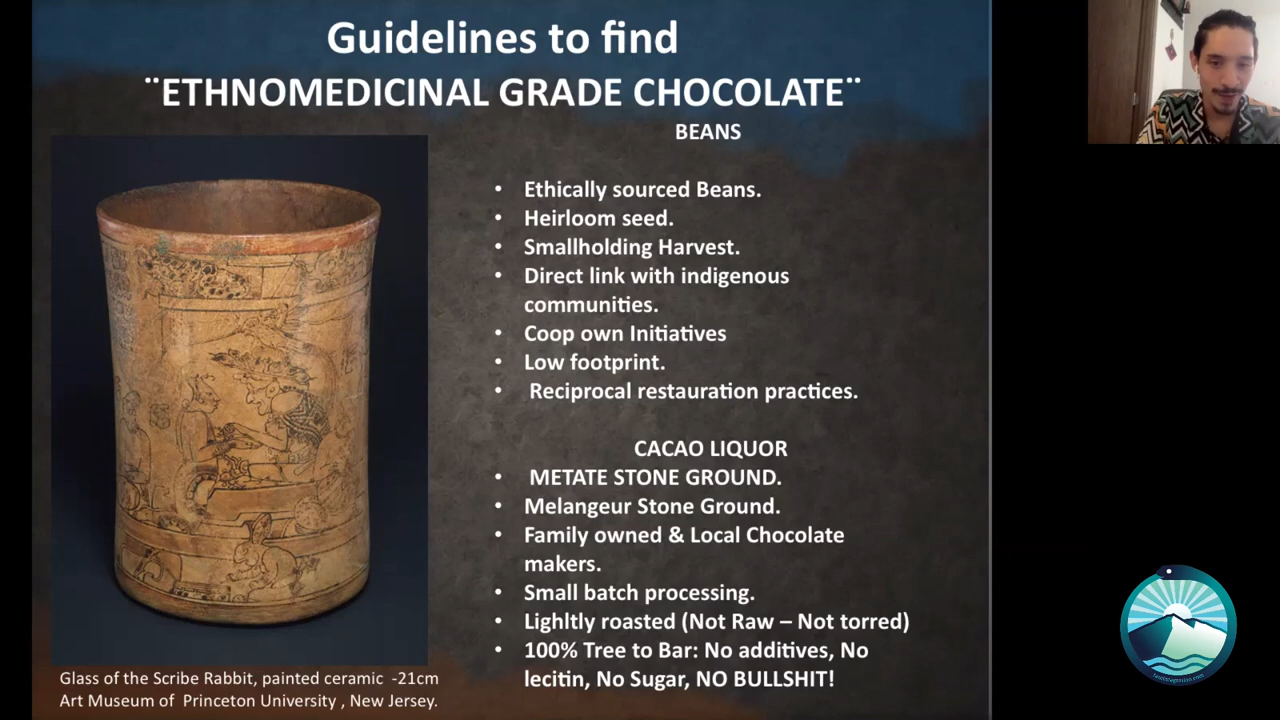 Guidelines to find
¨ETHNOMEDICINAL GRADE CHOCOLATE¨
BEANS
• Ethically sourced Beans.
• Heirloom seed.
• Smallholding Harvest.
• Direct link with indigenous
communities.
• Coop own Initiatives
• Low footprint.
• Reciprocal restauration practices.
CACAO LIQUOR
• METATE STONE GROUND.
• Melangeur Stone Ground.
• Family owned & Local Chocolate
makers.
• Small batch processing.
• Lighltly roasted (Not Raw – Not torred)
• 100% Tree to Bar: No additives, No
lecitin, No Sugar, NO BULLSHIT!
Glass of the Scribe Rabbit, painted ceramic -21cm
Art Museum of Princeton University , New Jersey.